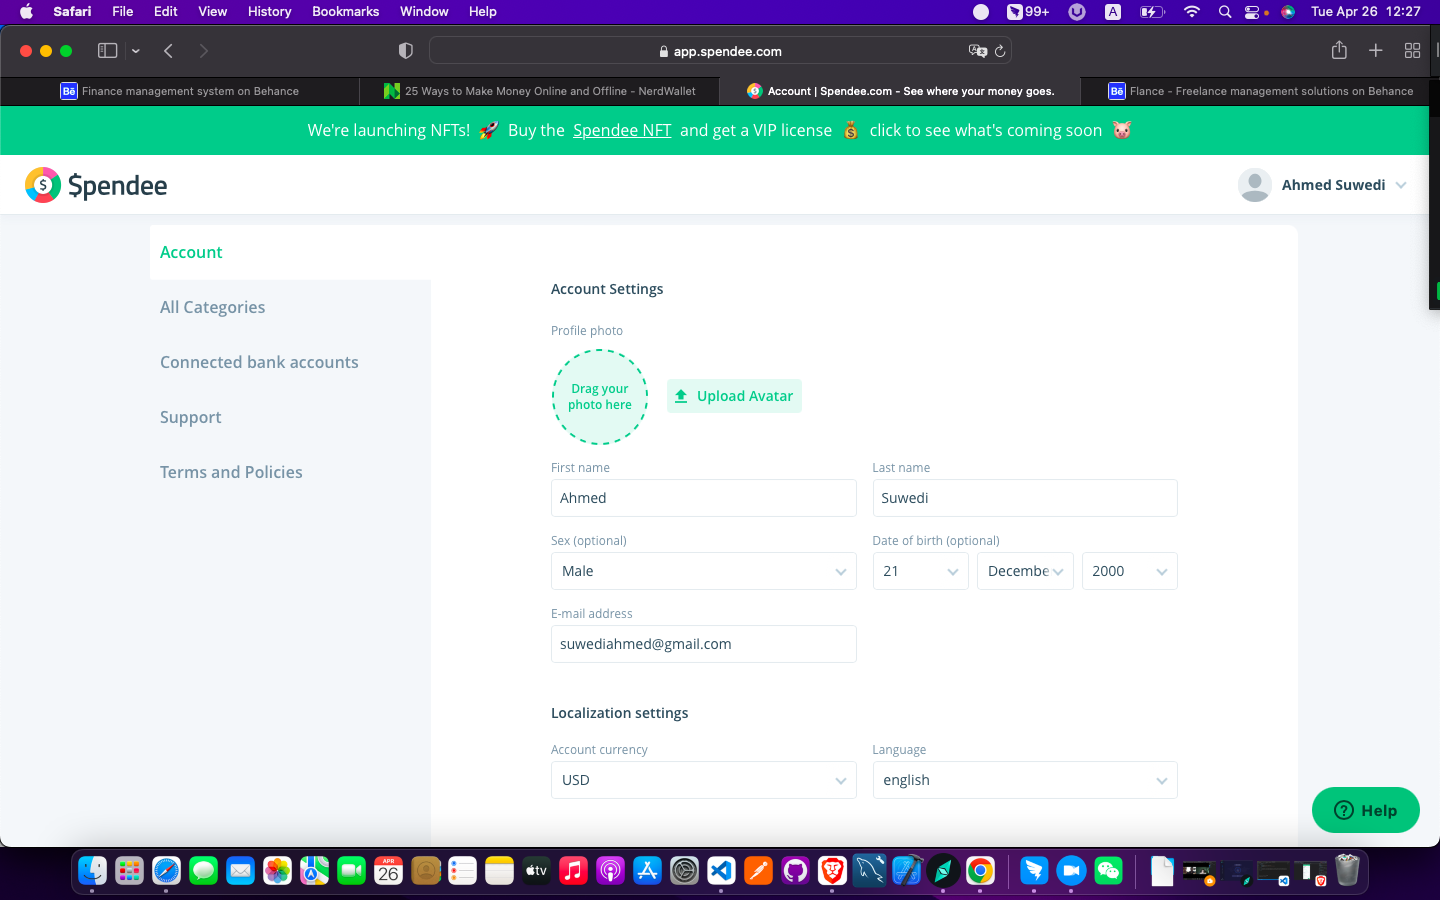 Safari File Edit View History Bookmarks Window Help 99+ A Tue Apr 26 12:27
app.spendee.com
Bē Finance management system on Behance
25 Ways to Make Money Online and Offline - NerdWallet
Account | Spendee.com - See where your money goes.
Bē Flance - Freelance management solutions on Behance
We're launching NFTs! 🚀 Buy the Spendee NFT and get a VIP license 💰 click to see what's coming soon 🐷
$ Spendee
Ahmed Suwedi
Account
All Categories
Connected bank accounts
Support
Terms and Policies
Account Settings
Profile photo
Drag your
photo here
Upload Avatar
First name
Last name
Ahmed
Suwedi
Sex (optional)
Date of birth (optional)
Male
21
Decembe
2000
E-mail address
suwediahmed@gmail.com
Localization settings
Account currency
Language
USD
english
? Help
APR
26
tv